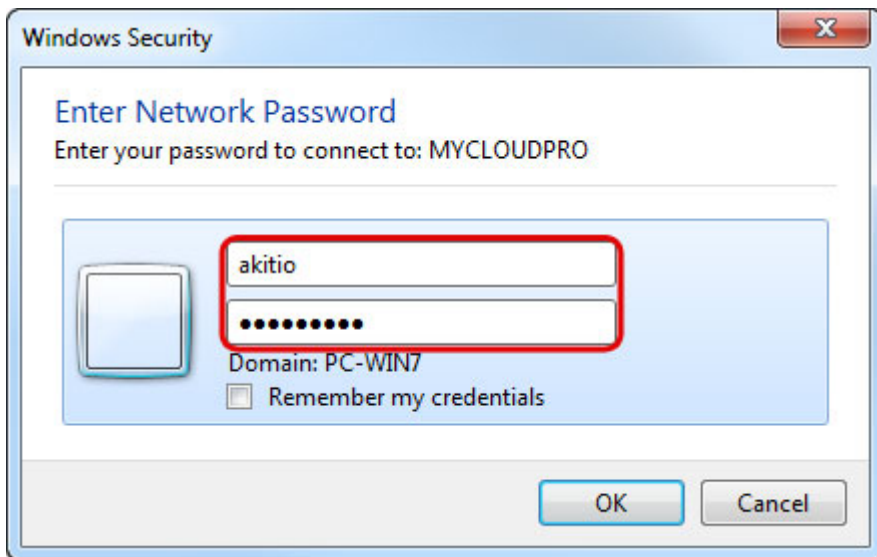 Windows Security
Enter Network Password
Enter your password to connect to: MYCLOUDPRO
akitio
•••••••••
Domain: PC-WIN7
Remember my credentials
OK Cancel